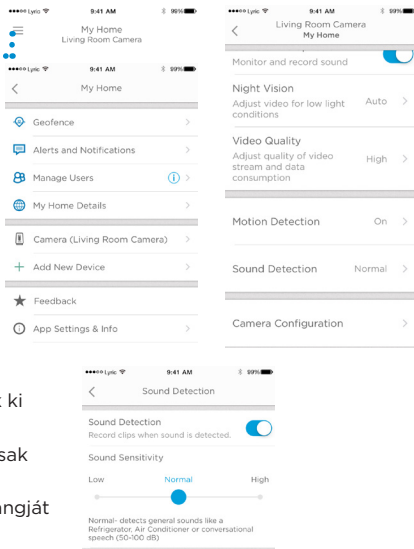 Lyric 9:41 AM 99%
My Home
Living Room Camera
Lyric 9:41 AM 99%
My Home
Geofence
Alerts and Notifications
Manage Users
My Home Details
Camera (Living Room Camera)
Add New Device
Feedback
App Settings & Info
Lyric 9:41 AM 99%
Living Room Camera
My Home
Monitor and record sound
Night Vision
Adjust video for low light Auto
conditions
Video Quality
Adjust quality of video
stream and data High
consumption
Motion Detection On
Sound Detection Normal
Camera Configuration
ki
sak
angját
Lyric 9:41 AM 99%
Sound Detection
Sound Detection
Record clips when sound is detected.
Sound Sensitivity
Low Normal High
Normal- detects general sounds like a
Refrigerator, Air Conditioner or conversational
speech (50-100 dB)